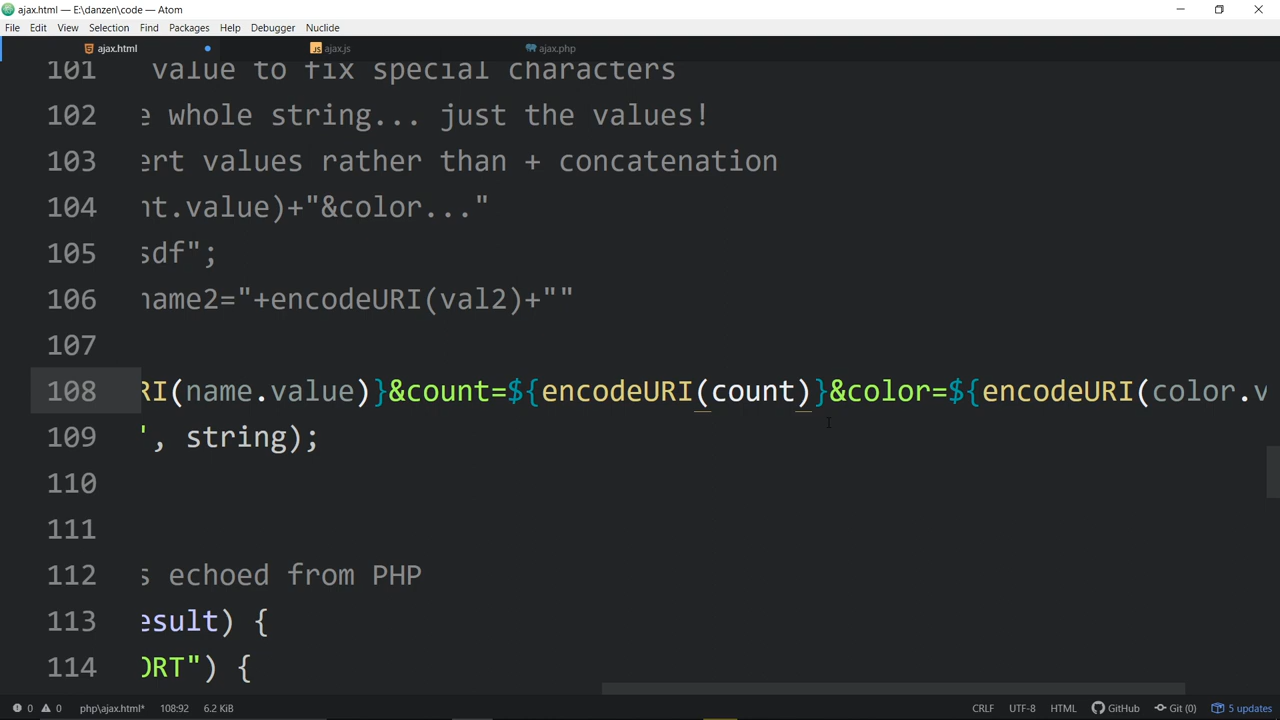 ajax.html — E:\danzen\code — Atom
File Edit View Selection Find Packages Help Debugger Nuclide
ajax.html ajax.js ajax.php
101 value to fix special characters
102 e whole string... just the values!
103 ert values rather than + concatenation
104 nt.value)+"&color..."
105 sdf";
106 name2="+encodeURI(val2)+""
107
108 RI(name.value)}&count=${encodeURI(count)}&color=${encodeURI(color.v
109 ', string);
110
111
112 s echoed from PHP
113 esult) {
114 ORT") {
0 0 php\ajax.html* 108:92 6.2 KiB CRLF UTF-8 HTML GitHub Git (0) 5 updates